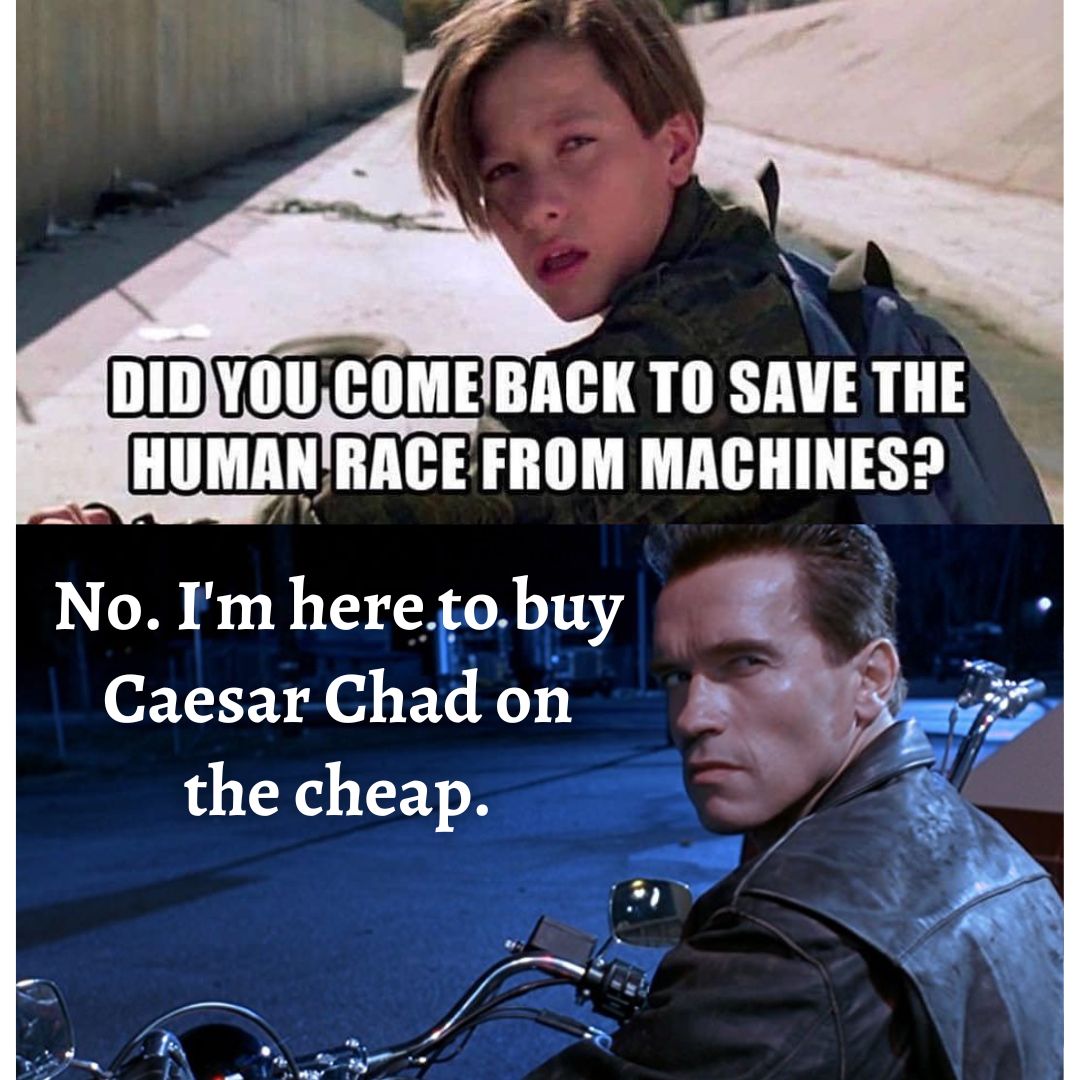 DID YOU COME BACK TO SAVE THE
HUMAN RACE FROM MACHINES?
No. I'm here to buy
Caesar Chad on
the cheap.